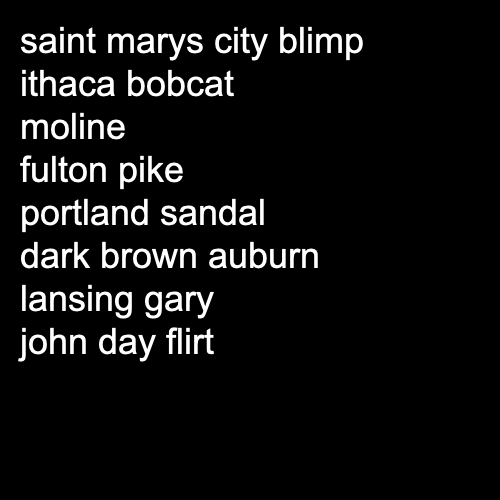 saint marys city blimp
ithaca bobcat
moline
fulton pike
portland sandal
dark brown auburn
lansing gary
john day flirt